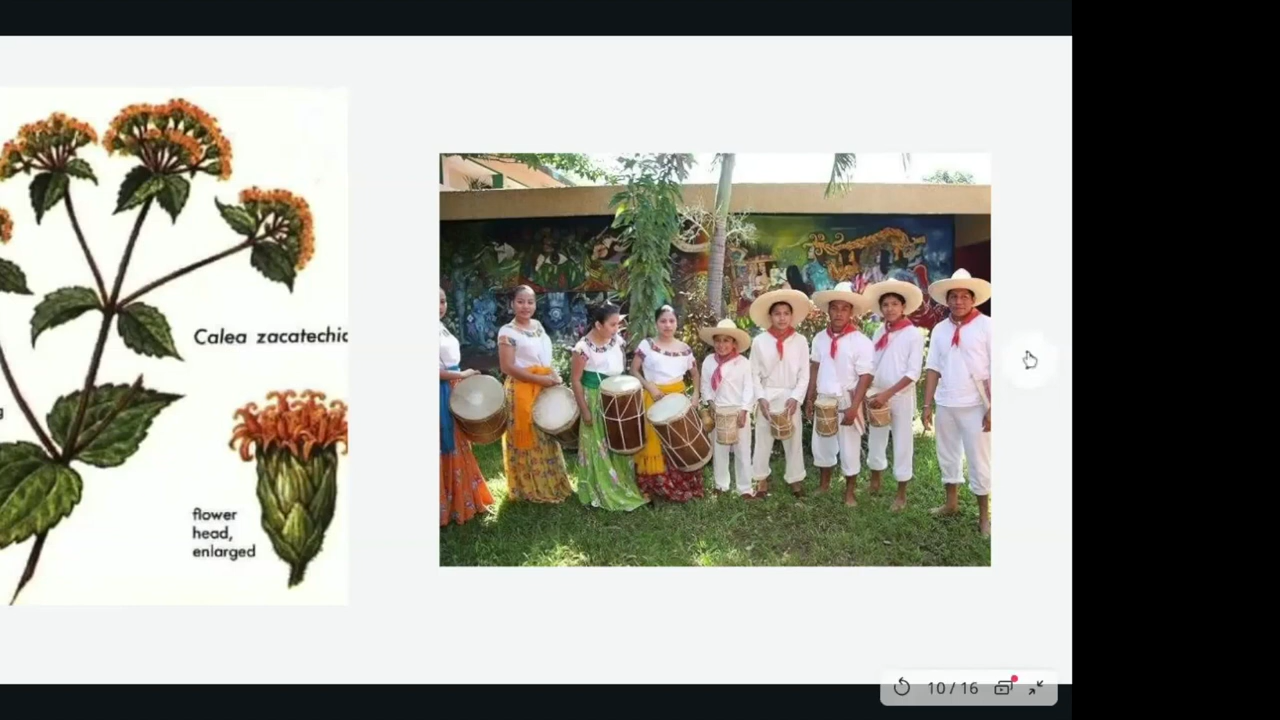 Calea zacatechic
flower
head,
enlarged
10 / 16